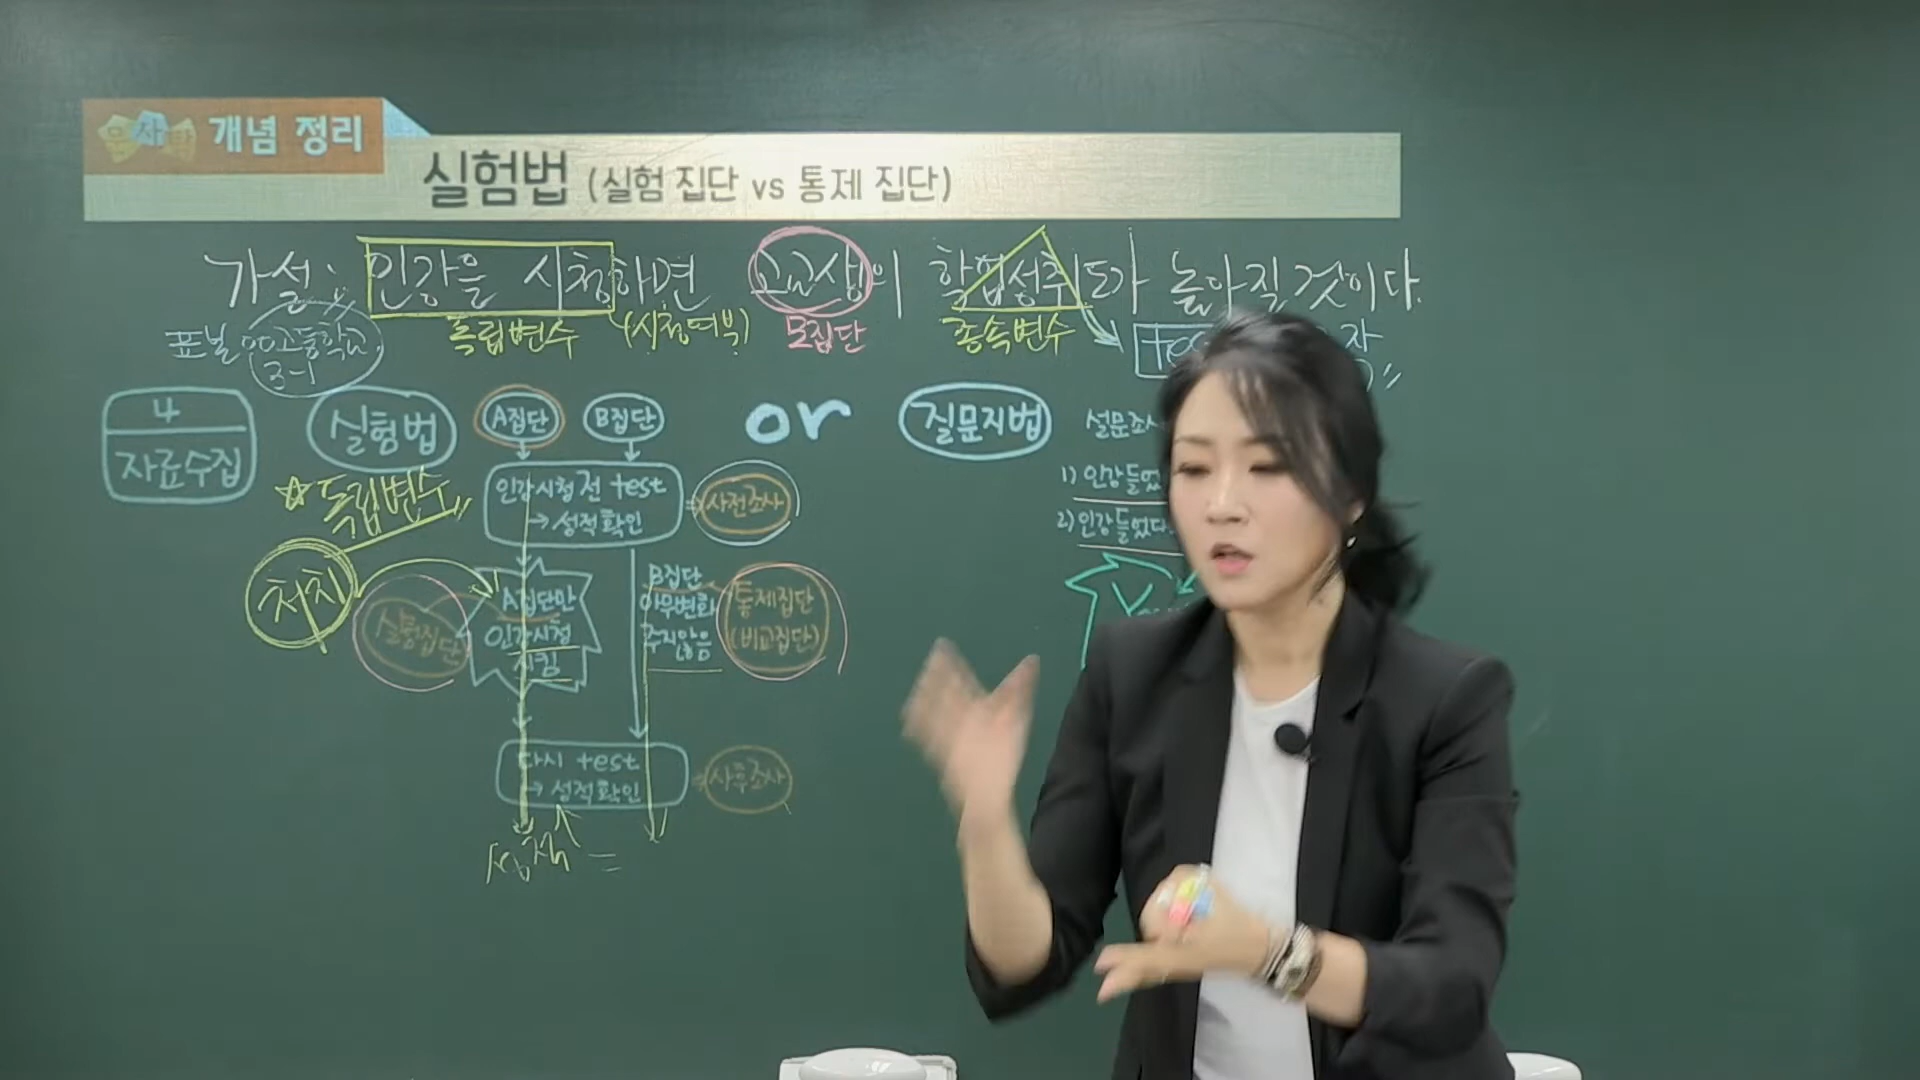 개념 정리
실험법 (실험 집단 vs 통제 집단)
가설: 인강을 시청하면 고교생의 학업성취도가 높아질 것이다.
독립변수 (시청여부) 모집단 종속변수
표본 00고등학교
3-1
4
자료수집
실험법
A집단
B집단
or
질문지법
☆독립변수
처치
실험집단
인강시청 전 test
→ 성적확인
사전조사
A집단만
인강시청
시킴
B집단
아무변화
주지않음
통제집단
(비교집단)
다시 test
→ 성적확인
사후조사
성적↑ =
1) 인강들었
2) 인강들었다